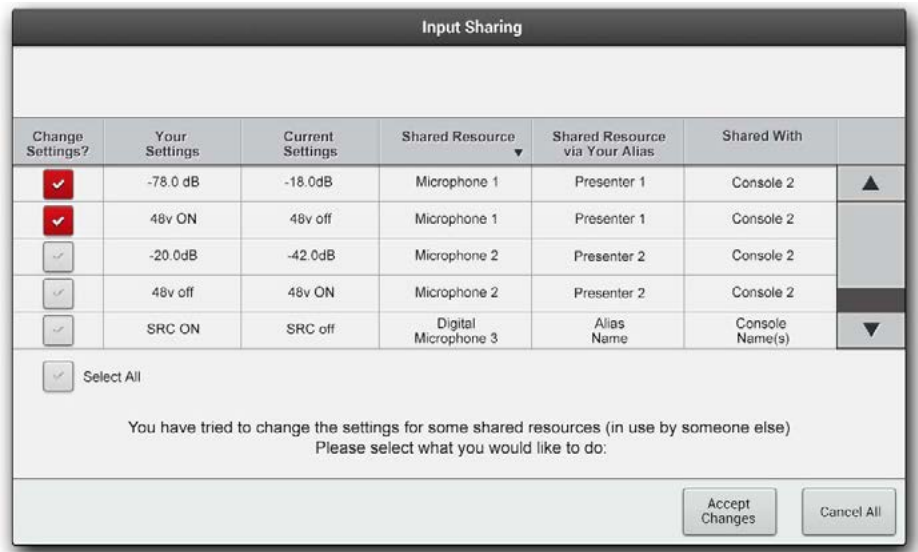 Input Sharing
Change Settings? Your Settings Current Settings Shared Resource Shared Resource via Your Alias Shared With
-78.0 dB -18.0dB Microphone 1 Presenter 1 Console 2
48v ON 48v off Microphone 1 Presenter 1 Console 2
-20.0dB -42.0dB Microphone 2 Presenter 2 Console 2
48v off 48v ON Microphone 2 Presenter 2 Console 2
SRC ON SRC off Digital Microphone 3 Alias Name Console Name(s)
Select All
You have tried to change the settings for some shared resources (in use by someone else)
Please select what you would like to do:
Accept Changes Cancel All